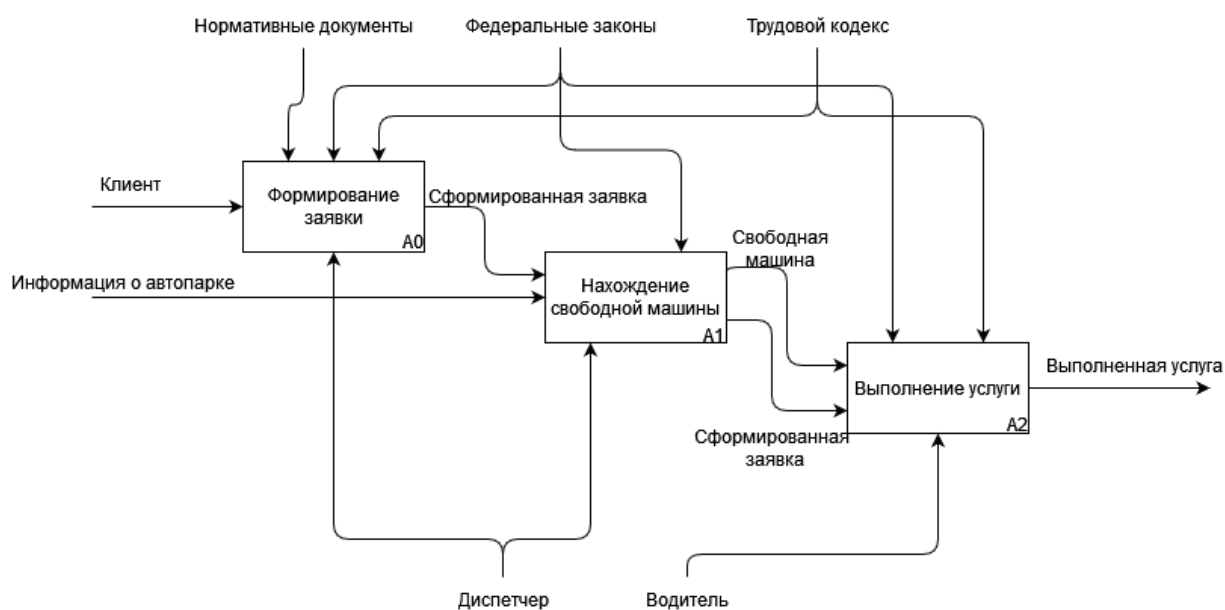 Нормативные документы
Федеральные законы
Трудовой кодекс
Клиент
Формирование
заявки
A0
Сформированная заявка
Информация о автопарке
Нахождение
свободной машины
A1
Свободная
машина
Выполнение услуги
A2
Выполненная услуга
Сформированная
заявка
Диспетчер
Водитель